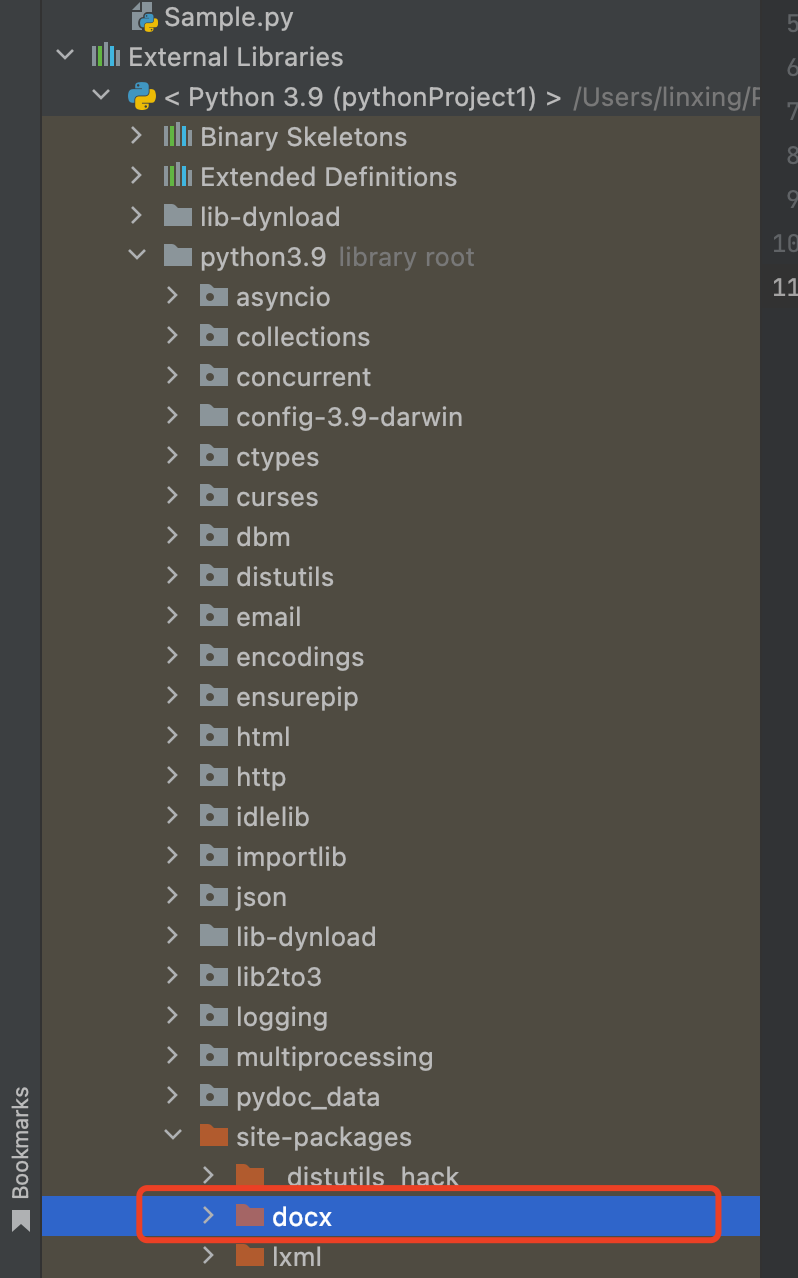 Sample.py
External Libraries
< Python 3.9 (pythonProject1) > /Users/linxing/P
Binary Skeletons
Extended Definitions
lib-dynload
python3.9 library root
asyncio
collections
concurrent
config-3.9-darwin
ctypes
curses
dbm
distutils
email
encodings
ensurepip
html
http
idlelib
importlib
json
lib-dynload
lib2to3
logging
multiprocessing
pydoc_data
site-packages
_distutils_hack
docx
lxml
Bookmarks
5
6
7
8
9
10
11